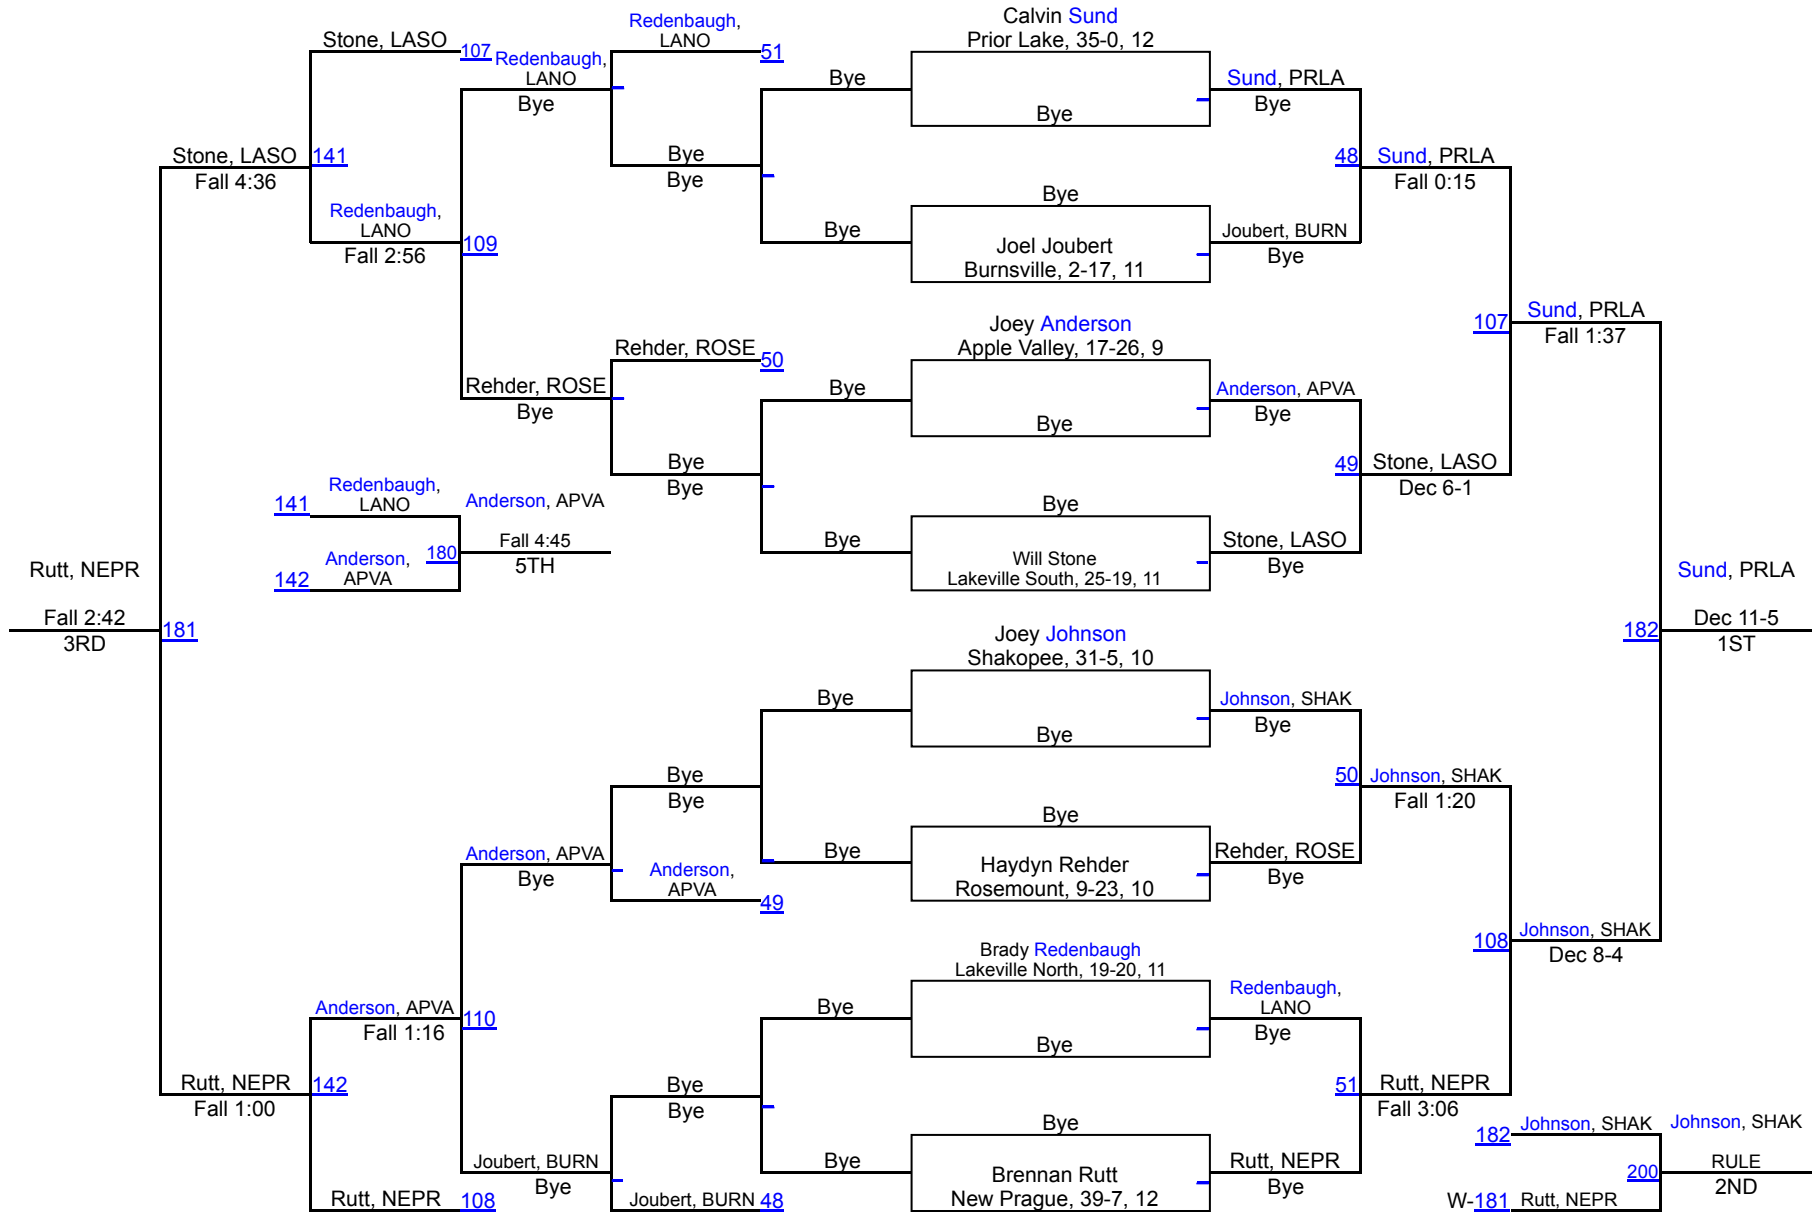 Calvin Sund
Prior Lake, 35-0, 12
Bye
Bye
Joel Joubert
Burnsville, 2-17, 11
Joey Anderson
Apple Valley, 17-26, 9
Bye
Bye
Will Stone
Lakeville South, 25-19, 11
Joey Johnson
Shakopee, 31-5, 10
Bye
Bye
Haydyn Rehder
Rosemount, 9-23, 10
Brady Redenbaugh
Lakeville North, 19-20, 11
Bye
Bye
Brennan Rutt
New Prague, 39-7, 12
Sund, PRLA
Bye
Joubert, BURN
Bye
Anderson, APVA
Bye
Stone, LASO
Bye
Johnson, SHAK
Bye
Rehder, ROSE
Bye
Redenbaugh,
LANO
Bye
Rutt, NEPR
Bye
48
Sund, PRLA
Fall 0:15
49
Stone, LASO
Dec 6-1
50
Johnson, SHAK
Fall 1:20
51
Rutt, NEPR
Fall 3:06
107
Sund, PRLA
Fall 1:37
108
Johnson, SHAK
Dec 8-4
Sund, PRLA
182
Dec 11-5
1ST
182
Johnson, SHAK
Johnson, SHAK
200
RULE
2ND
W-181
Rutt, NEPR
Bye
Bye
Bye
Bye
Bye
Bye
Bye
Bye
Redenbaugh,
LANO
51
Bye
Bye
Rehder, ROSE
50
Bye
Bye
Bye
Bye
Anderson,
APVA
49
Bye
Bye
Joubert, BURN
48
Redenbaugh,
LANO
Bye
Rehder, ROSE
Bye
Anderson, APVA
Bye
Joubert, BURN
Bye
Stone, LASO
107
Redenbaugh,
LANO
Fall 2:56
109
Anderson, APVA
Fall 1:16
110
Rutt, NEPR
108
Stone, LASO
Fall 4:36
141
Rutt, NEPR
Fall 1:00
142
141
Redenbaugh,
LANO
Anderson, APVA
142
Anderson,
APVA
180
Fall 4:45
5TH
Rutt, NEPR
Fall 2:42
3RD
181